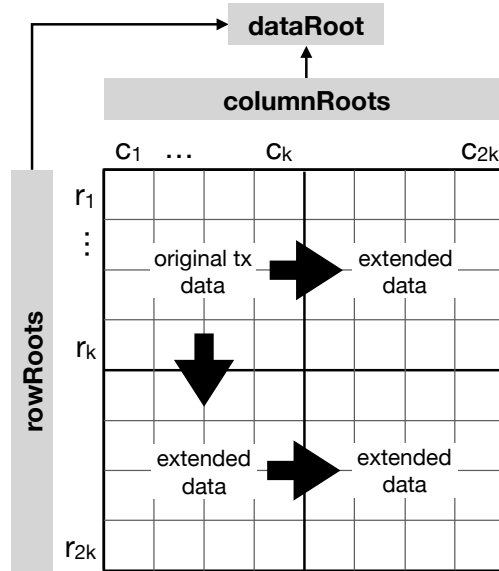 dataRoot
columnRoots
c1 ... ck c2k
r1
...
original tx extended
data data
rk
rowRoots
extended extended
data data
r2k